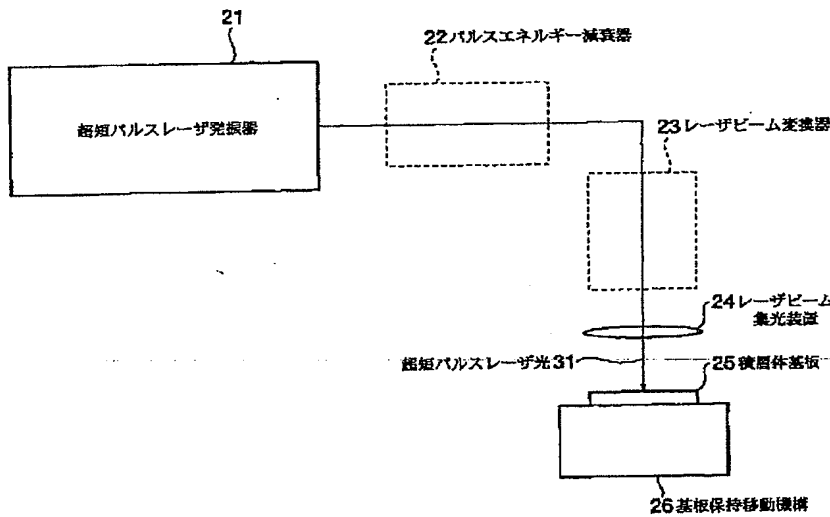 21
超短パルスレーザ発振器
22パルスエネルギー減衰器
23レーザビーム変換器
24レーザビーム
集光装置
超短パルスレーザ光31
25積層体基板
26基板保持移動機構